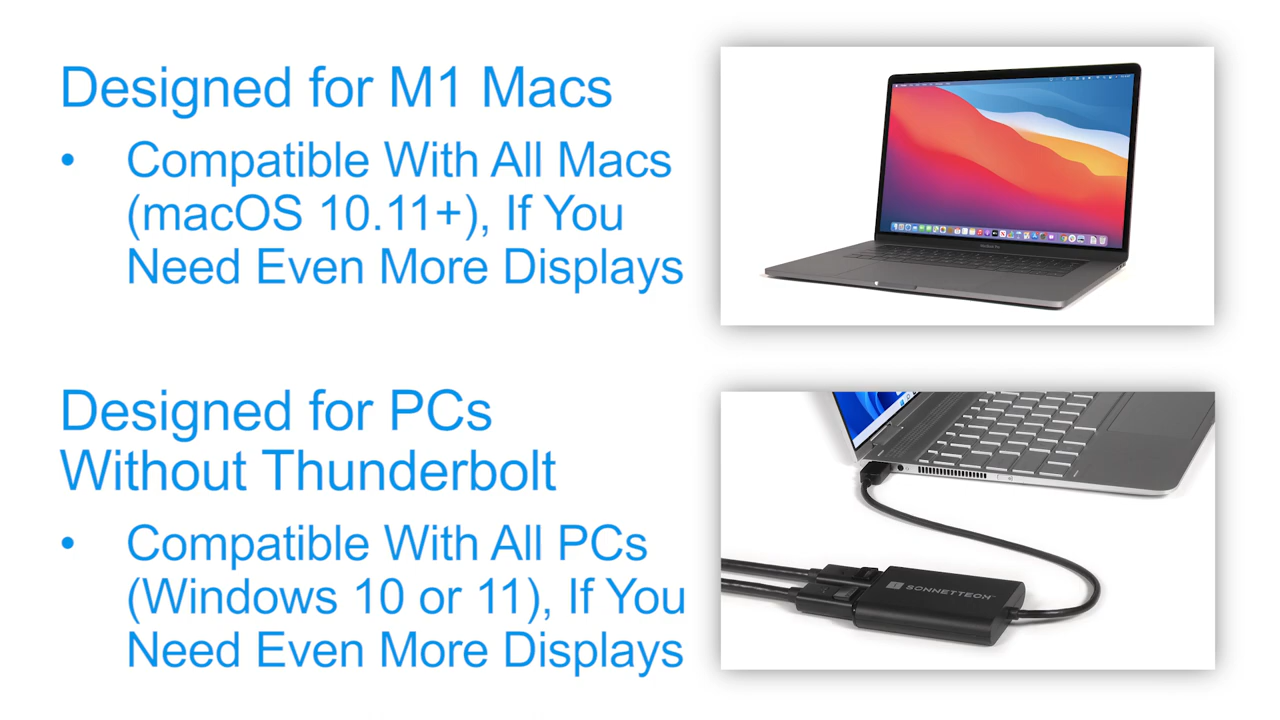 Designed for M1 Macs
• Compatible With All Macs
(macOS 10.11+), If You
Need Even More Displays
Designed for PCs
Without Thunderbolt
• Compatible With All PCs
(Windows 10 or 11), If You
Need Even More Displays
SONNETTECH™